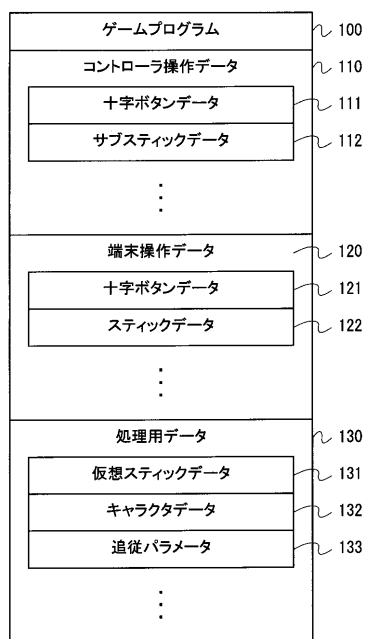 ゲームプログラム 100
コントローラ操作データ 110
十字ボタンデータ 111
サブスティックデータ 112
端末操作データ 120
十字ボタンデータ 121
スティックデータ 122
処理用データ 130
仮想スティックデータ 131
キャラクタデータ 132
追従パラメータ 133